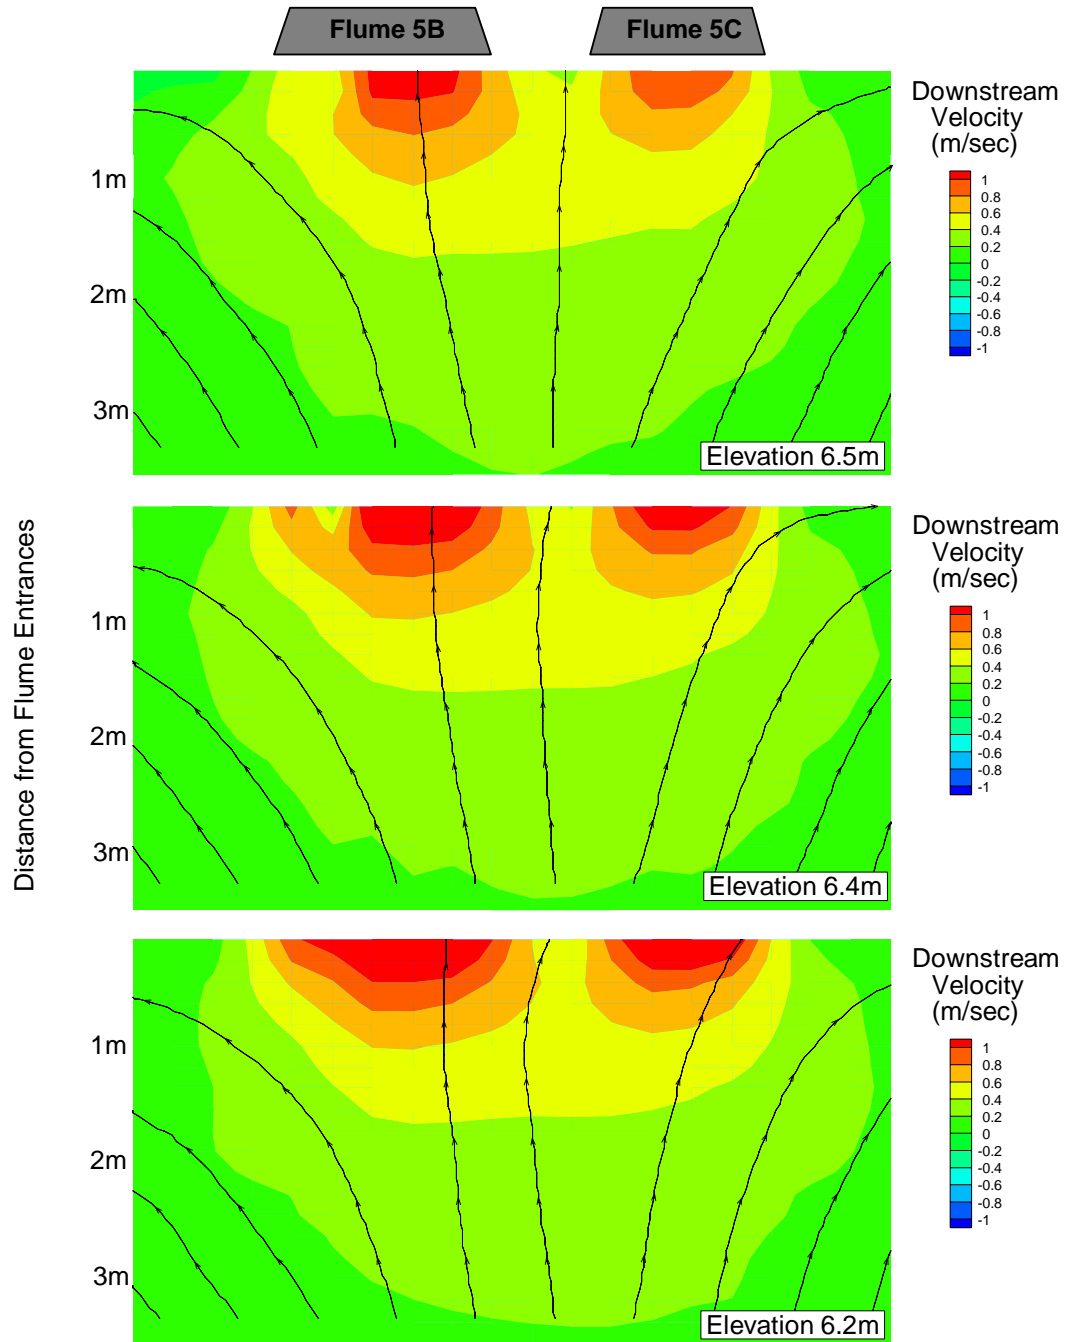 Flume 5B
Flume 5C
Distance from Flume Entrances
1m
2m
3m
Elevation 6.5m
Downstream
Velocity
(m/sec)
1
0.8
0.6
0.4
0.2
0
-0.2
-0.4
-0.6
-0.8
-1
1m
2m
3m
Elevation 6.4m
Downstream
Velocity
(m/sec)
1
0.8
0.6
0.4
0.2
0
-0.2
-0.4
-0.6
-0.8
-1
1m
2m
3m
Elevation 6.2m
Downstream
Velocity
(m/sec)
1
0.8
0.6
0.4
0.2
0
-0.2
-0.4
-0.6
-0.8
-1